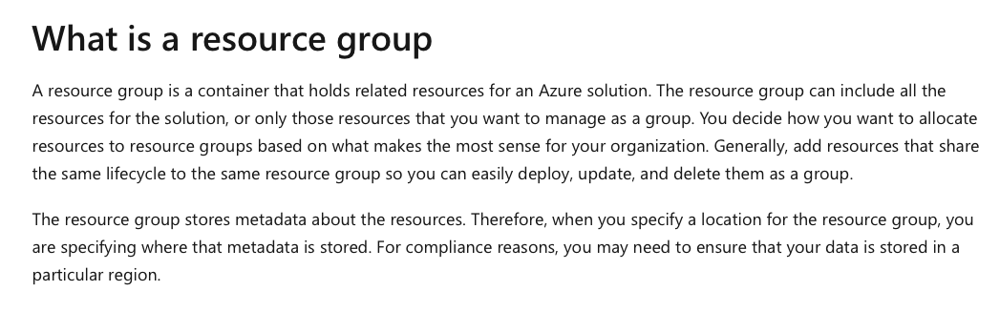 What is a resource group
A resource group is a container that holds related resources for an Azure solution. The resource group can include all the
resources for the solution, or only those resources that you want to manage as a group. You decide how you want to allocate
resources to resource groups based on what makes the most sense for your organization. Generally, add resources that share
the same lifecycle to the same resource group so you can easily deploy, update, and delete them as a group.
The resource group stores metadata about the resources. Therefore, when you specify a location for the resource group, you
are specifying where that metadata is stored. For compliance reasons, you may need to ensure that your data is stored in a
particular region.